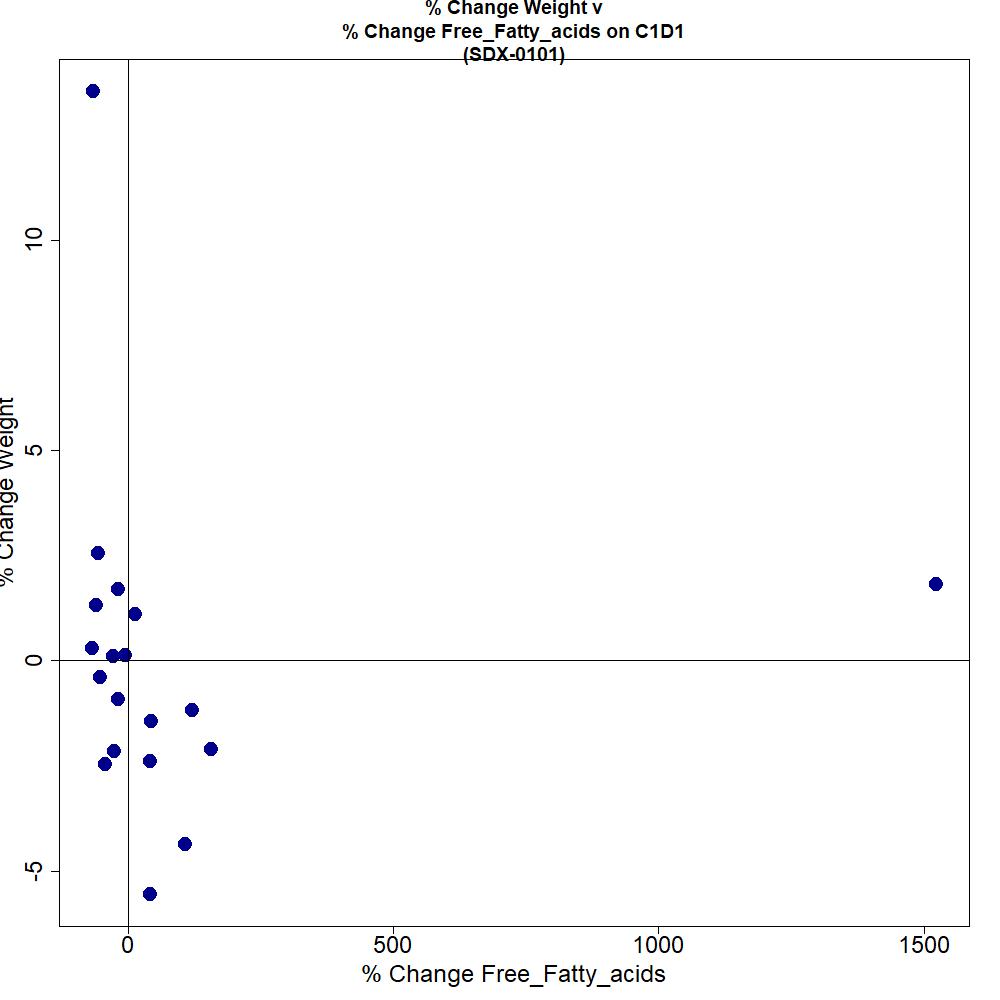 % Change Weight v
% Change Free_Fatty_acids on C1D1
(SDX-0101)
% Change Weight
10
5
0
-5
0
500
1000
1500
% Change Free_Fatty_acids